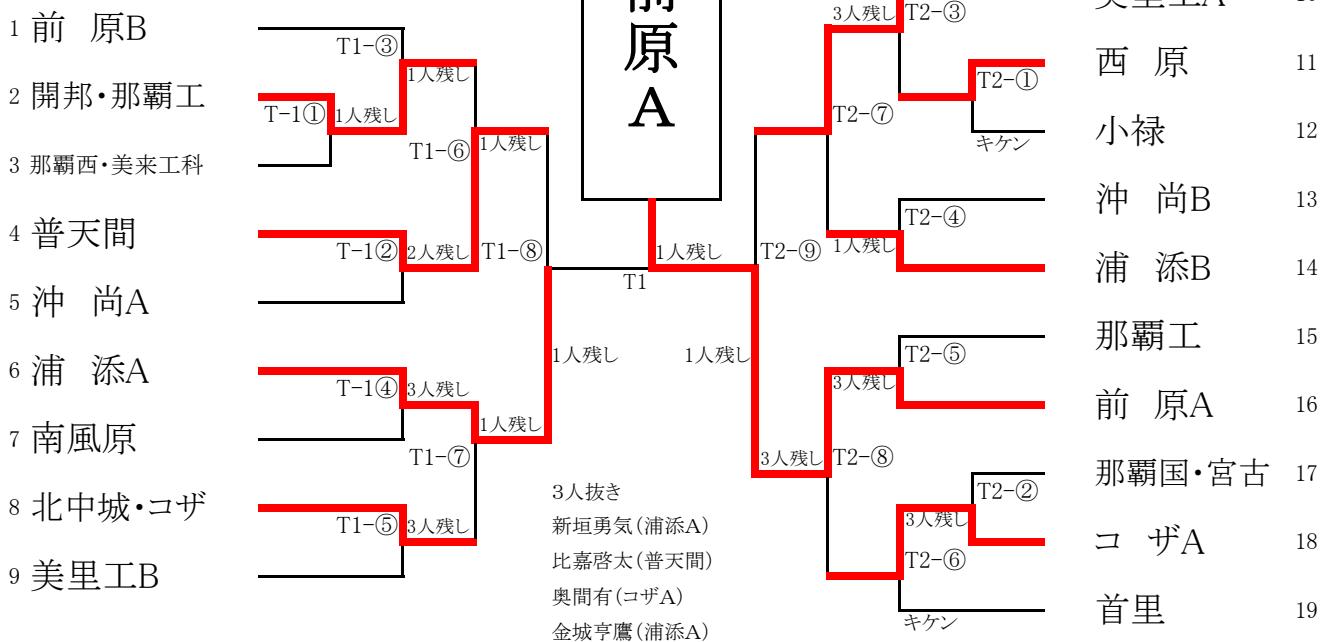 1 前 原B
2 開邦・那覇工
3 那覇西・美来工科
4 普天間
5 沖 尚A
6 浦 添A
7 南風原
8 北中城・コザ
9 美里工B
T1-③
1人残し
T-1①
1人残し
T1-⑥
1人残し
T-1②
2人残し
T1-⑧
T-1④
3人残し
1人残し
T1-⑦
T1-⑤
3人残し
1人残し
T1
原
A
1人残し
1人残し
3人抜き
新垣勇気(浦添A)
比嘉啓太(普天間)
奥間有(コザA)
金城亨鷹(浦添A)
3人残し
T2-③
T2-①
キケン
T2-⑦
T2-④
1人残し
T2-⑨
T2-⑤
3人残し
3人残し
T2-⑧
T2-②
3人残し
T2-⑥
キケン
西 原 11
小禄 12
沖 尚B 13
浦 添B 14
那覇工 15
前 原A 16
那覇国・宮古 17
コ ザA 18
首里 19